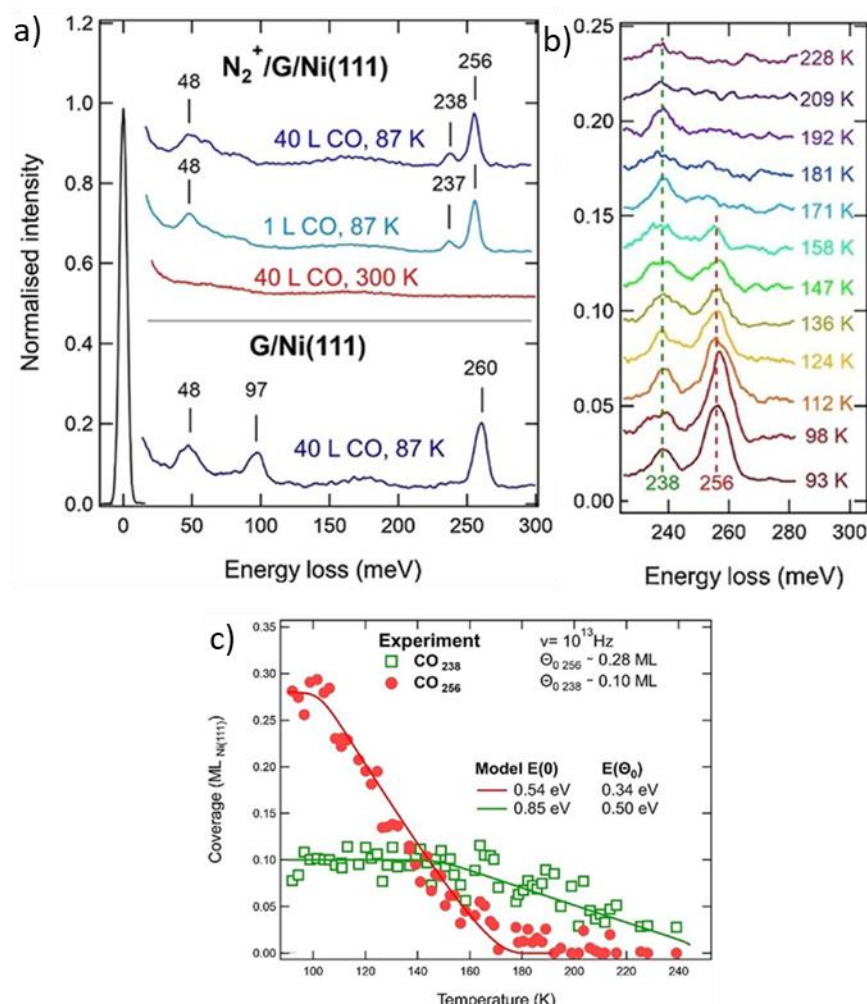 a)
N₂⁺/G/Ni(111)
256
238
48
40 L CO, 87 K
48
237
1 L CO, 87 K
40 L CO, 300 K
G/Ni(111)
260
48
97
40 L CO, 87 K
Normalised intensity
1.0
0.8
0.6
0.4
0.2
0.0
0 50 100 150 200 250 300
Energy loss (meV)
b)
0.25
0.20
0.15
0.10
0.05
0.00
228 K
209 K
192 K
181 K
171 K
158 K
147 K
136 K
124 K
112 K
98 K
93 K
238 256
240 260 280 300
Energy loss (meV)
c)
Coverage (ML Ni(111))
0.35
0.30
0.25
0.20
0.15
0.10
0.05
0.00
Experiment
CO 238
CO 256
ν= 10¹³Hz
Θ₀ 256 - 0.28 ML
Θ₀ 238 - 0.10 ML
Model E(0) E(Θ₀)
0.54 eV 0.34 eV
0.85 eV 0.50 eV
100 120 140 160 180 200 220 240
Temperature (K)